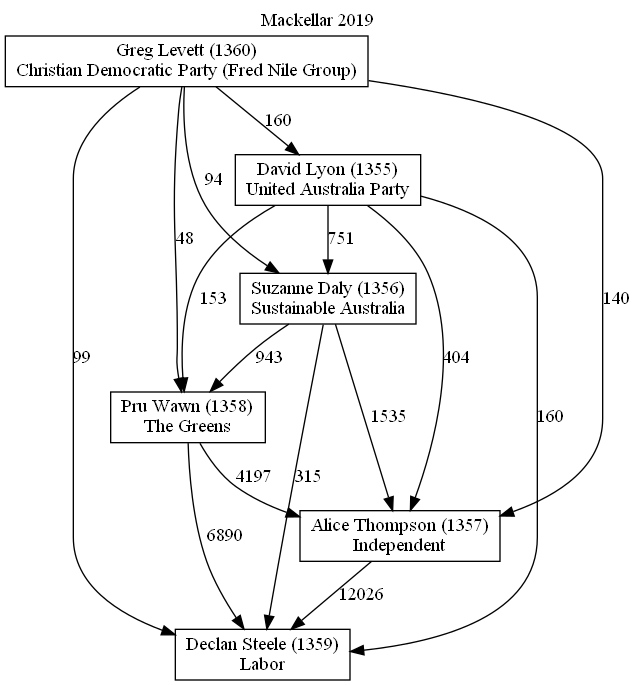 Mackellar 2019
Greg Levett (1360)
Christian Democratic Party (Fred Nile Group)
160
David Lyon (1355)
United Australia Party
94
48
751
153
Suzanne Daly (1356)
Sustainable Australia
140
99
943
404
Pru Wawn (1358)
The Greens
1535
160
4197
315
Alice Thompson (1357)
Independent
6890
12026
Declan Steele (1359)
Labor